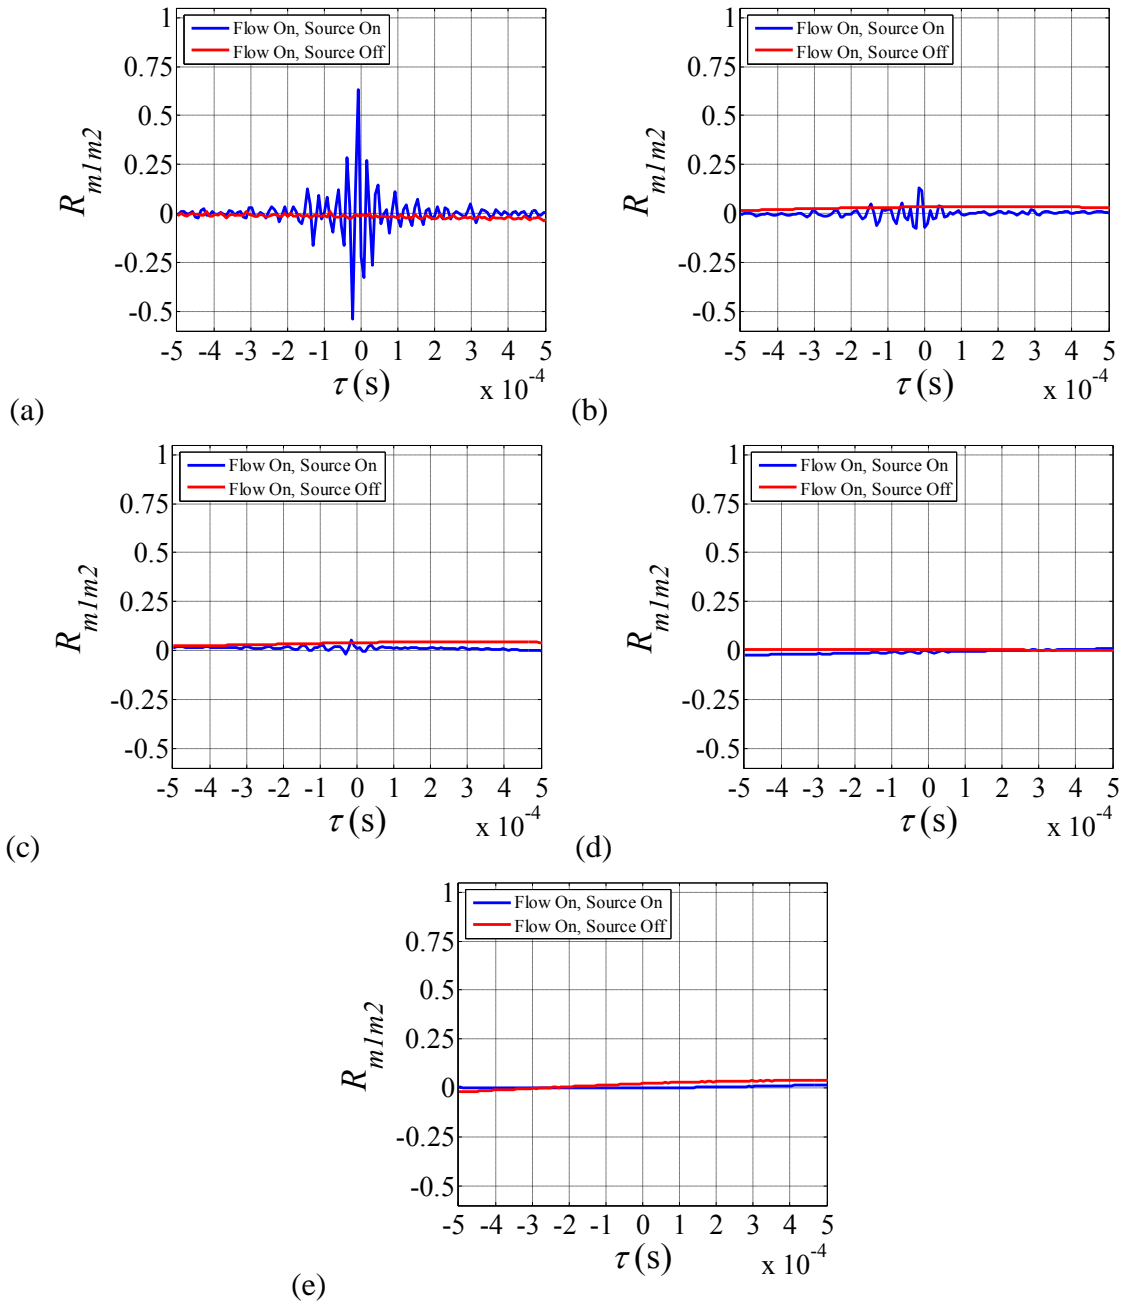 1
0.75
0.5
0.25
0
-0.25
-0.5
R m1m2
Flow On, Source On
Flow On, Source Off
-5 -4 -3 -2 -1 0 1 2 3 4 5
τ (s)
x 10^-4
(a)
1
0.75
0.5
0.25
0
-0.25
-0.5
R m1m2
Flow On, Source On
Flow On, Source Off
-5 -4 -3 -2 -1 0 1 2 3 4 5
τ (s)
x 10^-4
(b)
1
0.75
0.5
0.25
0
-0.25
-0.5
R m1m2
Flow On, Source On
Flow On, Source Off
-5 -4 -3 -2 -1 0 1 2 3 4 5
τ (s)
x 10^-4
(c)
1
0.75
0.5
0.25
0
-0.25
-0.5
R m1m2
Flow On, Source On
Flow On, Source Off
-5 -4 -3 -2 -1 0 1 2 3 4 5
τ (s)
x 10^-4
(d)
1
0.75
0.5
0.25
0
-0.25
-0.5
R m1m2
Flow On, Source On
Flow On, Source Off
-5 -4 -3 -2 -1 0 1 2 3 4 5
τ (s)
x 10^-4
(e)